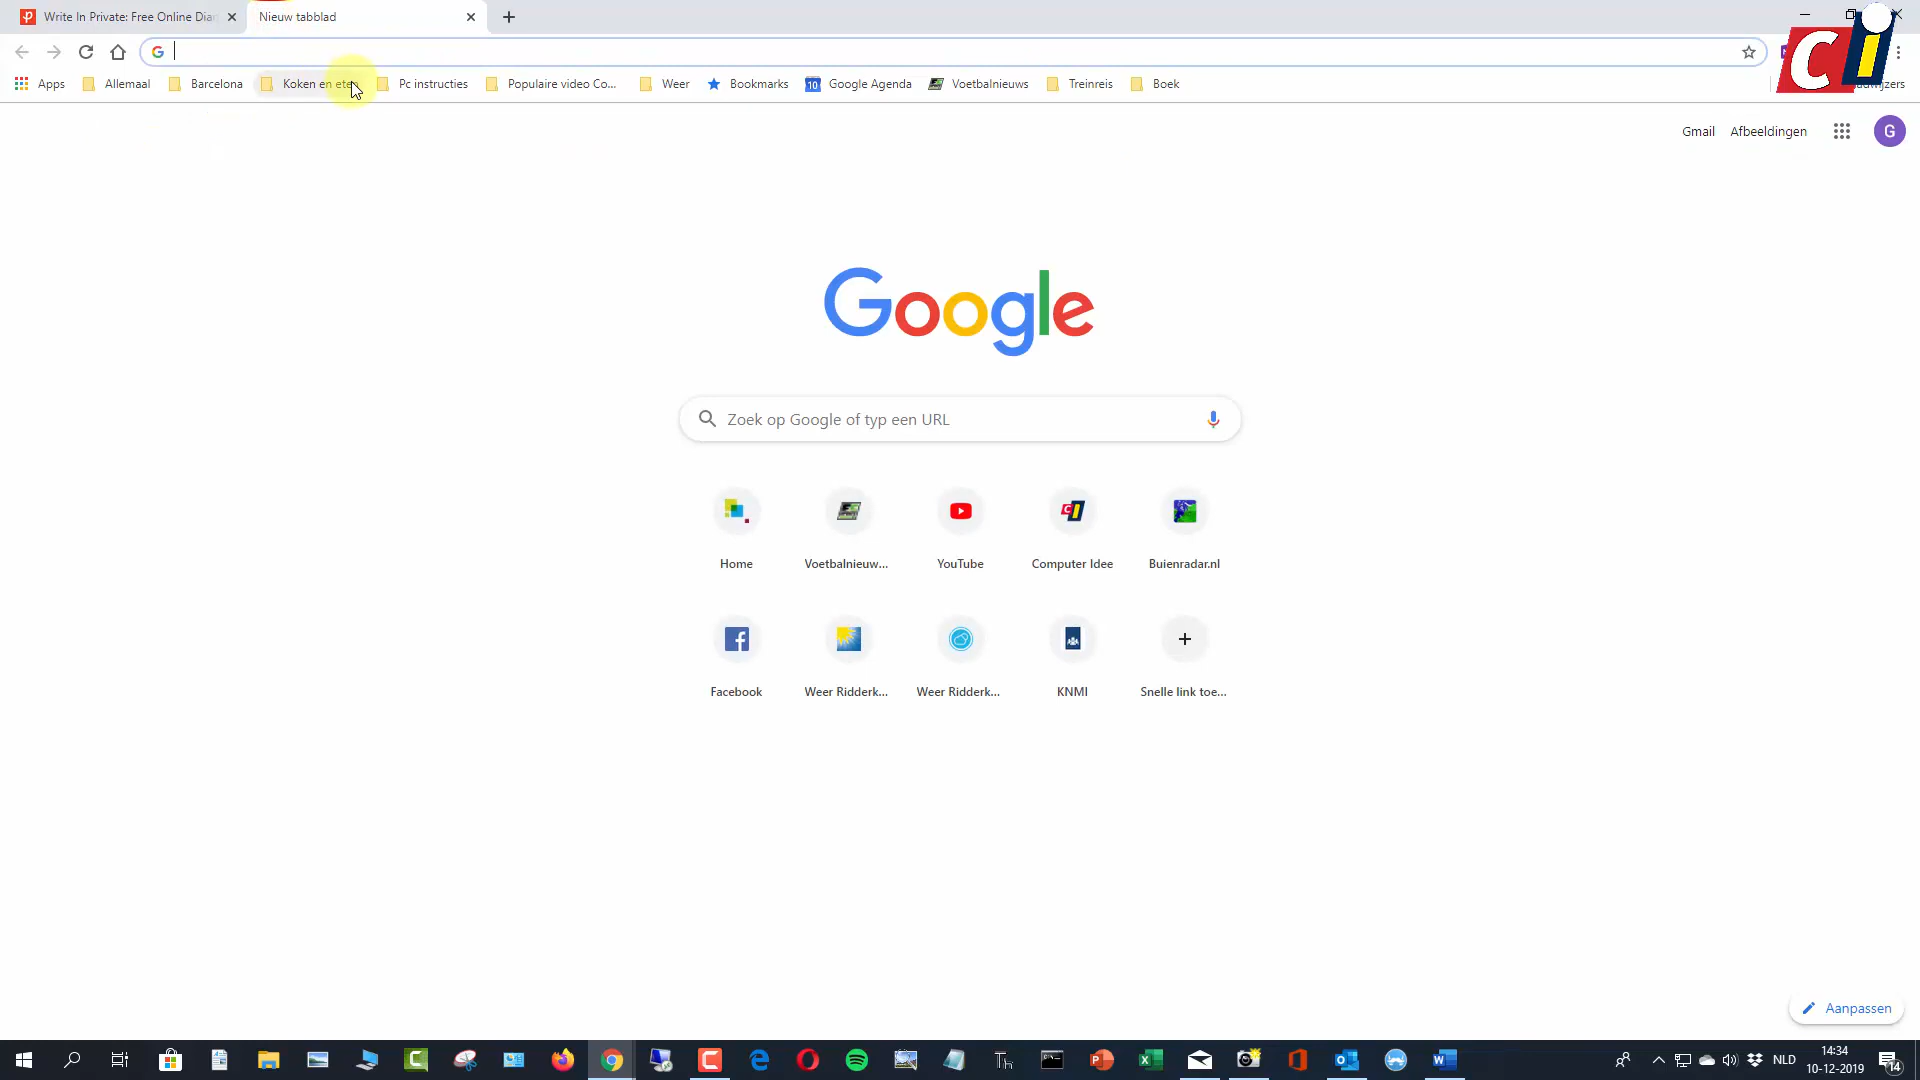 Write In Private: Free Online Diar
Nieuw tabblad
Apps
Allemaal
Barcelona
Koken en eten
Pc instructies
Populaire video Co...
Weer
Bookmarks
10
Google Agenda
Voetbalnieuws
Treinreis
Boek
Ci
Gmail
Afbeeldingen
G
Google
Zoek op Google of typ een URL
Home
Voetbalnieuw...
YouTube
Computer Idee
Buienradar.nl
Facebook
Weer Ridderk...
Weer Ridderk...
KNMI
Snelle link toe...
Aanpassen
NLD
14:34
10-12-2019
14